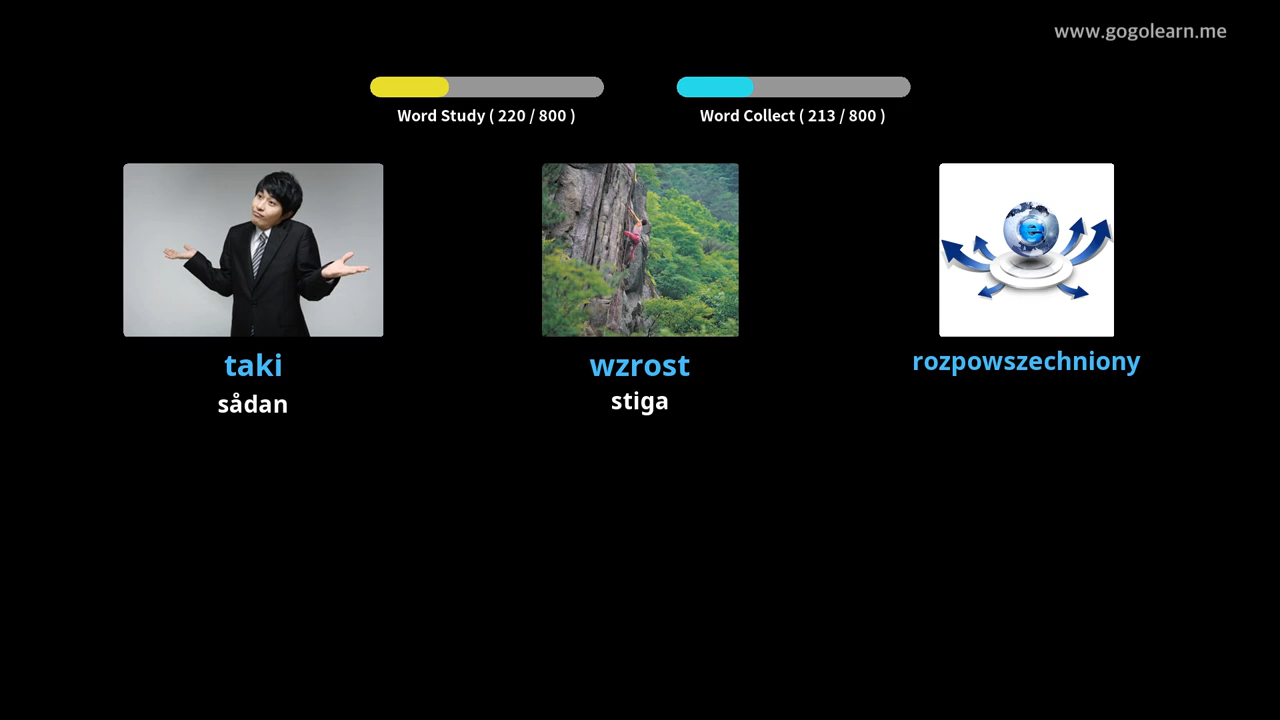 www.gogolearn.me
Word Study ( 220 / 800 )
Word Collect ( 213 / 800 )
taki
sådan
wzrost
stiga
rozpowszechniony